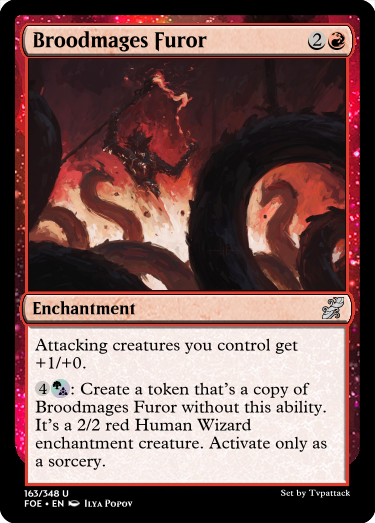 Broodmages Furor
2
Enchantment
Attacking creatures you control get
+1/+0.
4: Create a token that's a copy of
Broodmages Furor without this ability.
It's a 2/2 red Human Wizard
enchantment creature. Activate only as
a sorcery.
163/348 U
FOE • EN Ilya Popov
Set by Tvpattack